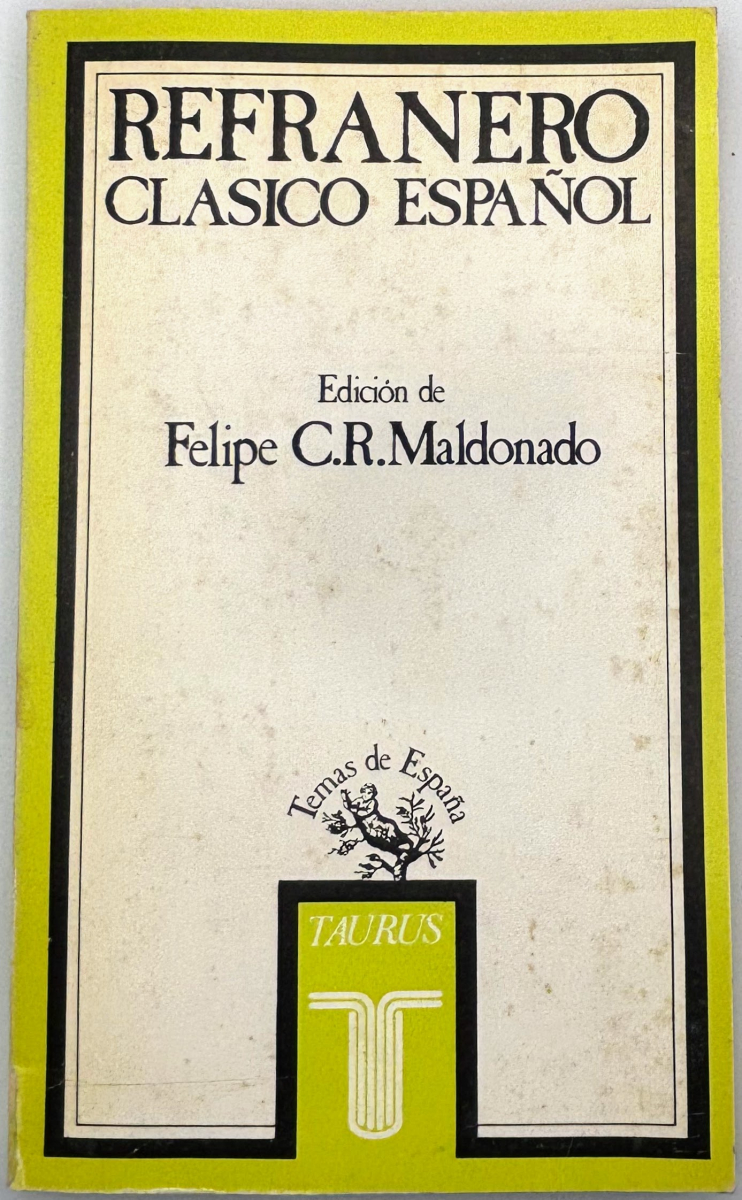 REFRANERO
CLASICO ESPAÑOL
Edición de
Felipe C.R.Maldonado
Temas de España
TAURUS